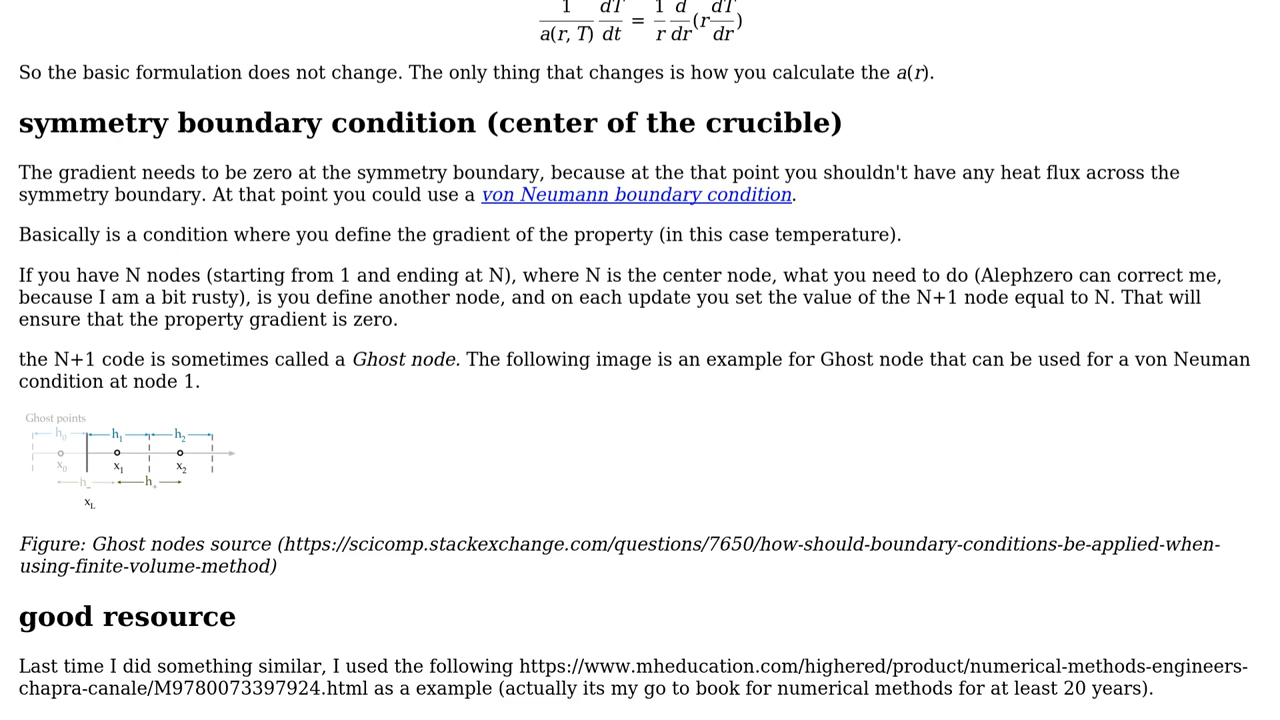 1 dT 1 d dT
a(r, T) dt = r dr (r dr )
So the basic formulation does not change. The only thing that changes is how you calculate the a(r).
symmetry boundary condition (center of the crucible)
The gradient needs to be zero at the symmetry boundary, because at the that point you shouldn't have any heat flux across the
symmetry boundary. At that point you could use a von Neumann boundary condition.
Basically is a condition where you define the gradient of the property (in this case temperature).
If you have N nodes (starting from 1 and ending at N), where N is the center node, what you need to do (Alephzero can correct me,
because I am a bit rusty), is you define another node, and on each update you set the value of the N+1 node equal to N. That will
ensure that the property gradient is zero.
the N+1 code is sometimes called a Ghost node. The following image is an example for Ghost node that can be used for a von Neuman
condition at node 1.
Ghost points
h0 h1 h2
x0 x1 x2
h- h+
xL
Figure: Ghost nodes source (https://scicomp.stackexchange.com/questions/7650/how-should-boundary-conditions-be-applied-when-
using-finite-volume-method)
good resource
Last time I did something similar, I used the following https://www.mheducation.com/highered/product/numerical-methods-engineers-
chapra-canale/M9780073397924.html as a example (actually its my go to book for numerical methods for at least 20 years).